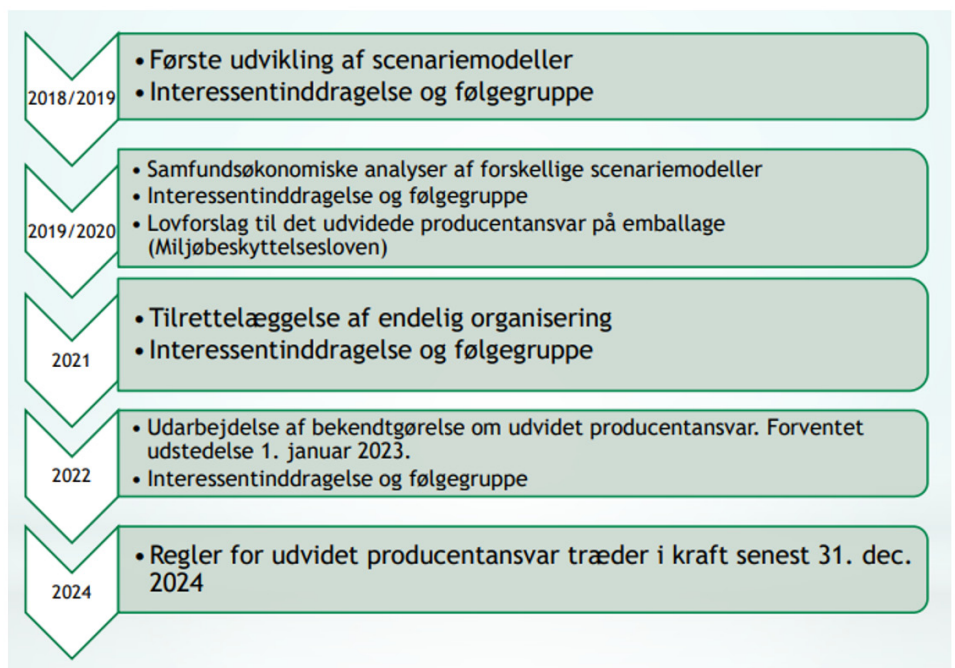 2018/2019
• Første udvikling af scenariemodeller
• Interessentinddragelse og følgegruppe
2019/2020
• Samfundsøkonomiske analyser af forskellige scenariemodeller
• Interessentinddragelse og følgegruppe
• Lovforslag til det udvidede producentansvar på emballage
(Miljøbeskyttelsesloven)
2021
• Tilrettelæggelse af endelig organisering
• Interessentinddragelse og følgegruppe
2022
• Udarbejdelse af bekendtgørelse om udvidet producentansvar. Forventet
udstedelse 1. januar 2023.
• Interessentinddragelse og følgegruppe
2024
• Regler for udvidet producentansvar træder i kraft senest 31. dec.
2024